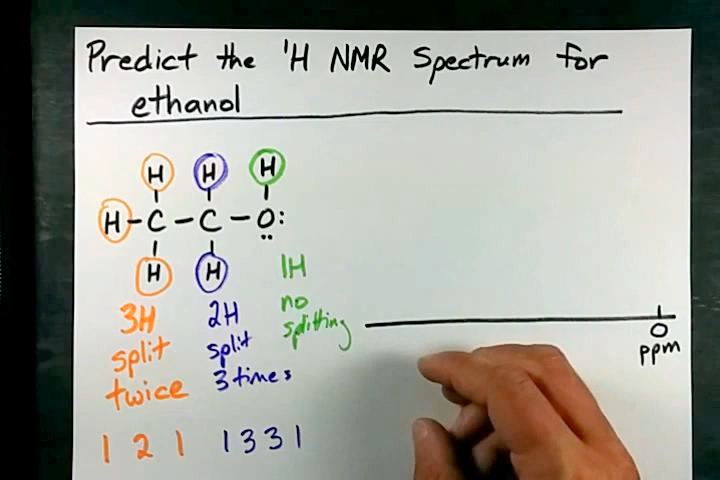 Predict the ¹H NMR Spectrum for
ethanol
H H H
H-C-C-O:
H H
1H
no
splitting
3H
split
twice
2H
split
3 times
1 2 1
1 3 3 1
0
ppm